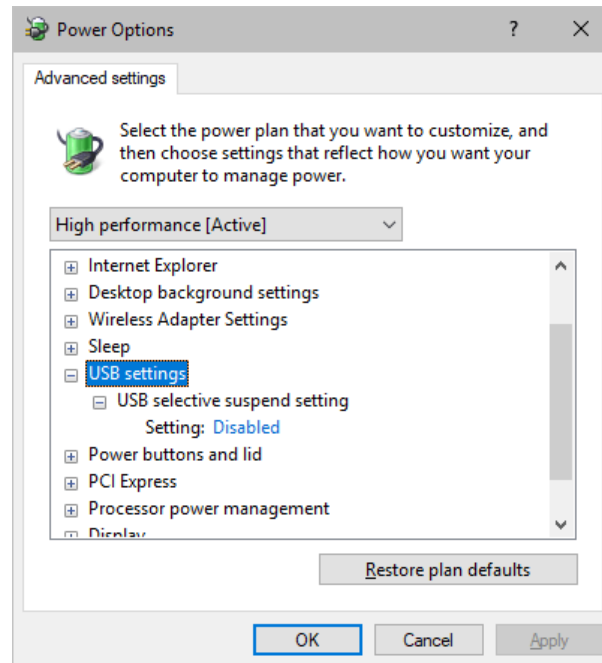 Power Options
?
Advanced settings
Select the power plan that you want to customize, and
then choose settings that reflect how you want your
computer to manage power.
High performance [Active]
Internet Explorer
Desktop background settings
Wireless Adapter Settings
Sleep
USB settings
USB selective suspend setting
Setting: Disabled
Power buttons and lid
PCI Express
Processor power management
Display
Restore plan defaults
OK
Cancel
Apply